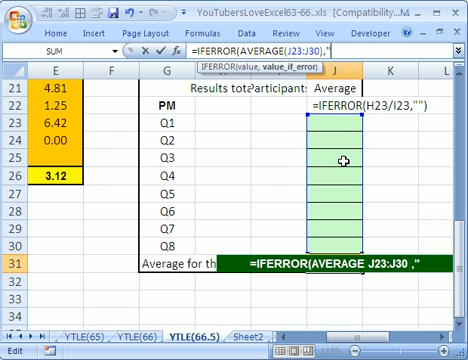 YouTubersLoveExcel63-66..xls [Compatibility
Home Insert Page Layout Formulas Data Review View
SUM =IFERROR(AVERAGE(J23:J30),"
IFERROR(value, value_if_error)
E F G H I J K L
21 4.81 Results totParticipants: Average
22 1.25 PM =IFERROR(H23/I23,"")
23 6.42 Q1
24 0.00 Q2
25 Q3
26 3.12 Q4
27 Q5
28 Q6
29 Q7
30 Q8
31 Average for th =IFERROR(AVERAGE J23:J30 ,"
32
33
34
YTLE(65) YTLE(66) YTLE(66.5) Sheet2
Edit 100%